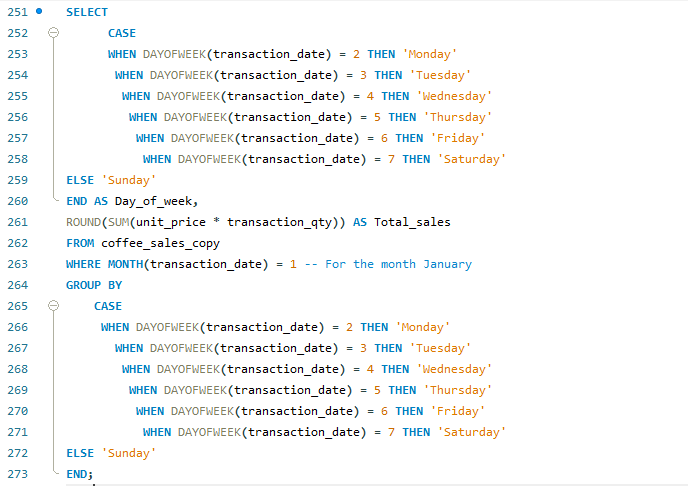 251 SELECT
252 CASE
253 WHEN DAYOFWEEK(transaction_date) = 2 THEN 'Monday'
254 WHEN DAYOFWEEK(transaction_date) = 3 THEN 'Tuesday'
255 WHEN DAYOFWEEK(transaction_date) = 4 THEN 'Wednesday'
256 WHEN DAYOFWEEK(transaction_date) = 5 THEN 'Thursday'
257 WHEN DAYOFWEEK(transaction_date) = 6 THEN 'Friday'
258 WHEN DAYOFWEEK(transaction_date) = 7 THEN 'Saturday'
259 ELSE 'Sunday'
260 END AS Day_of_week,
261 ROUND(SUM(unit_price * transaction_qty)) AS Total_sales
262 FROM coffee_sales_copy
263 WHERE MONTH(transaction_date) = 1 -- For the month January
264 GROUP BY
265 CASE
266 WHEN DAYOFWEEK(transaction_date) = 2 THEN 'Monday'
267 WHEN DAYOFWEEK(transaction_date) = 3 THEN 'Tuesday'
268 WHEN DAYOFWEEK(transaction_date) = 4 THEN 'Wednesday'
269 WHEN DAYOFWEEK(transaction_date) = 5 THEN 'Thursday'
270 WHEN DAYOFWEEK(transaction_date) = 6 THEN 'Friday'
271 WHEN DAYOFWEEK(transaction_date) = 7 THEN 'Saturday'
272 ELSE 'Sunday'
273 END;